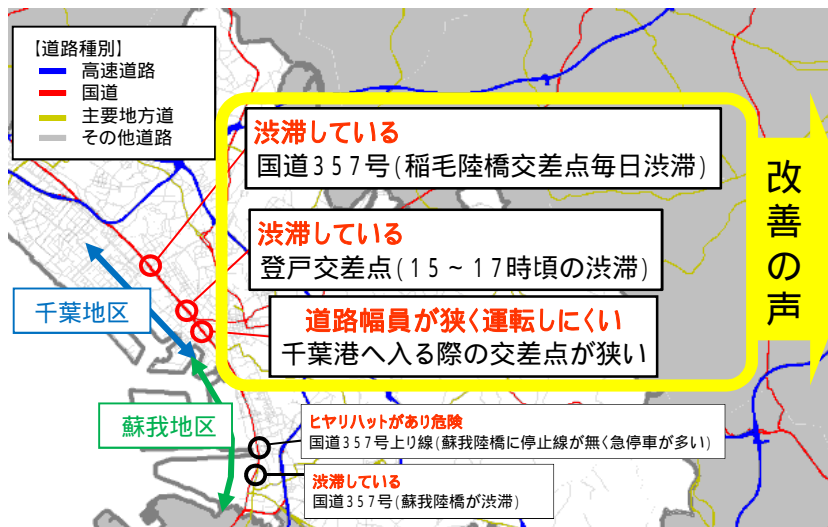 【道路種別】
高速道路
国道
主要地方道
その他道路
渋滞している
国道357号(稲毛陸橋交差点毎日渋滞)
渋滞している
登戸交差点(15~17時頃の渋滞)
道路幅員が狭く運転しにくい
千葉港へ入る際の交差点が狭い
改善の声
千葉地区
蘇我地区
ヒヤリハットがあり危険
国道357号上り線(蘇我陸橋に停止線が無く急停車が多い)
渋滞している
国道357号(蘇我陸橋が渋滞)